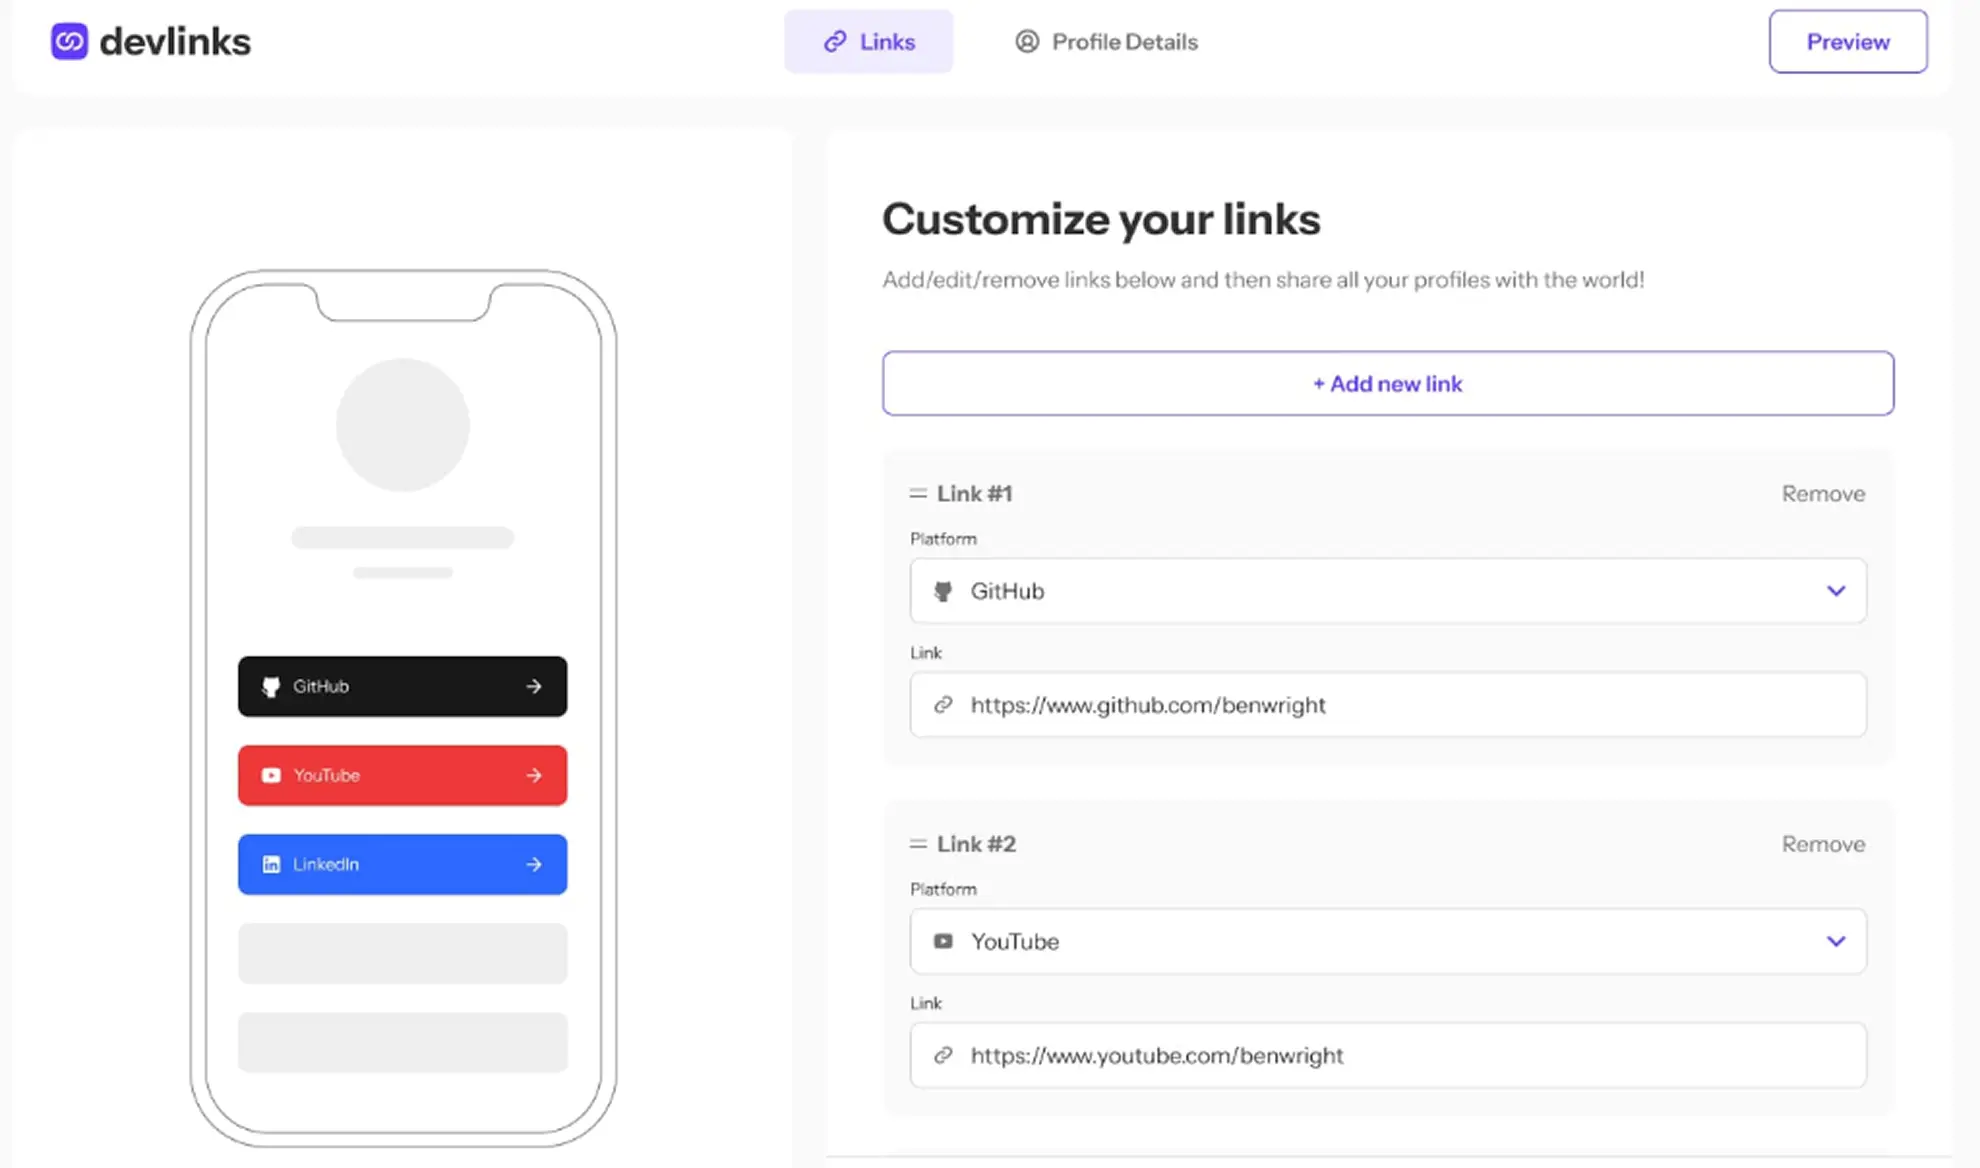 devlinks
Links
Profile Details
Preview
GitHub
YouTube
LinkedIn
Customize your links
Add/edit/remove links below and then share all your profiles with the world!
+ Add new link
Link #1
Remove
Platform
GitHub
Link
https://www.github.com/benwright
Link #2
Remove
Platform
YouTube
Link
https://www.youtube.com/benwright